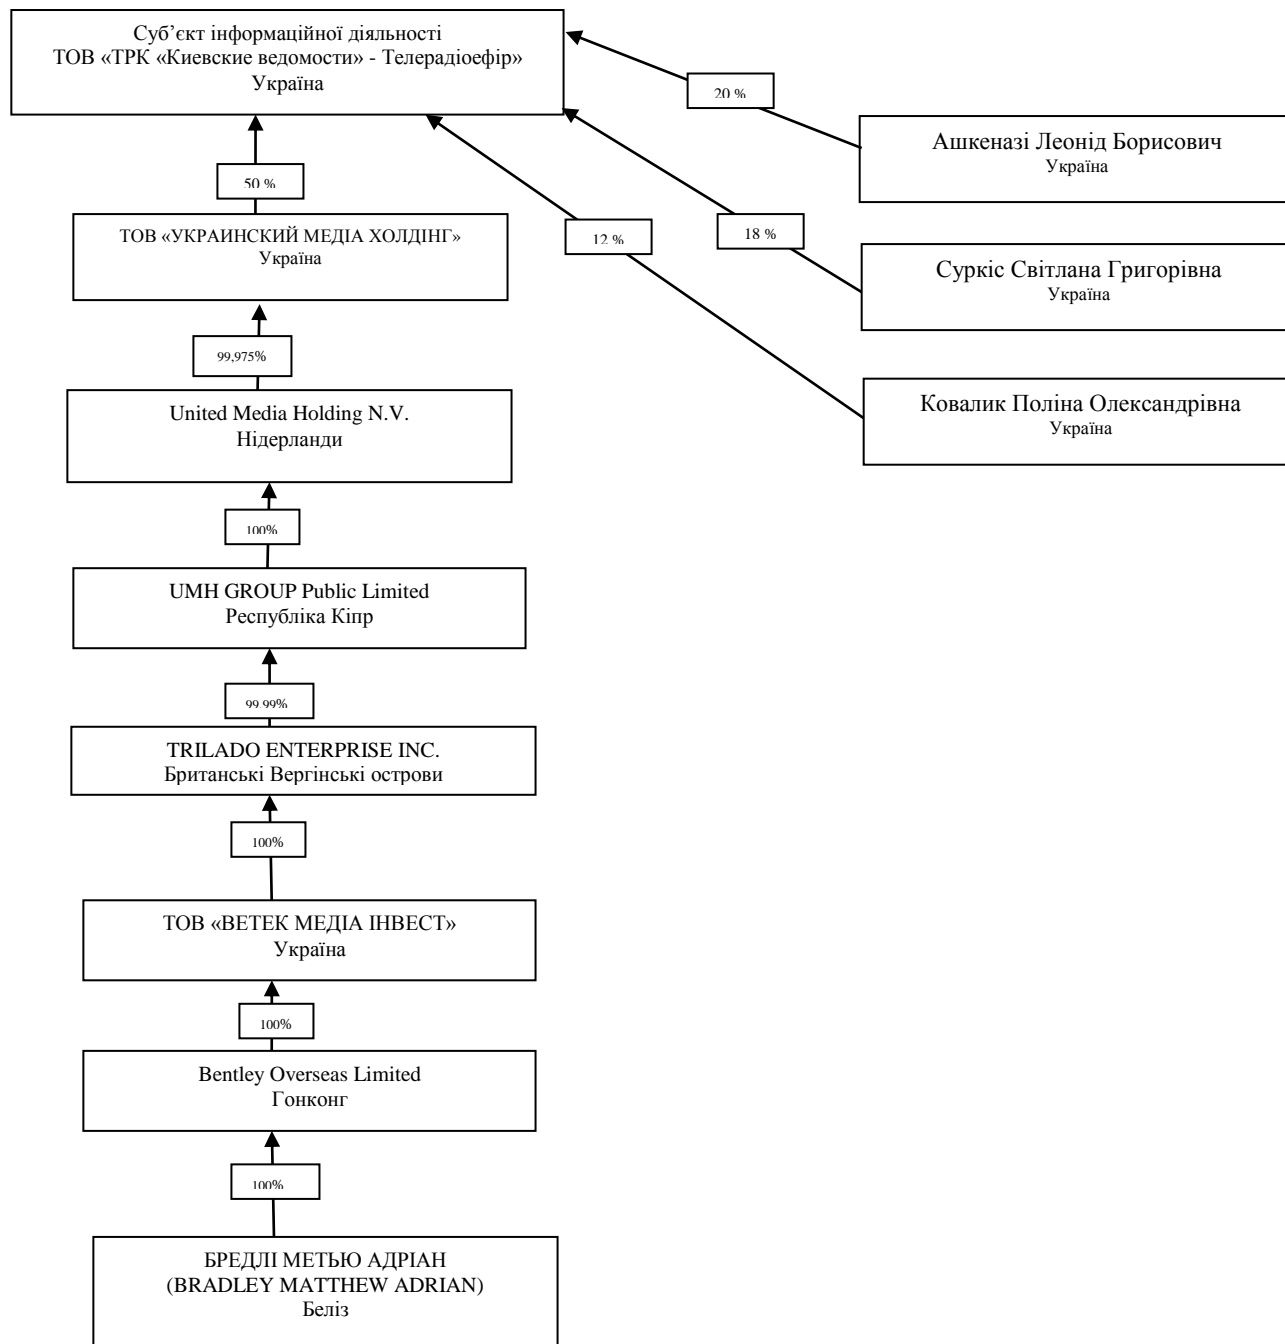 Суб’єкт інформаційної діяльності
ТОВ «ТРК «Киевские ведомости» - Телерадіоефір»
Україна
20 %
Ашкеназі Леонід Борисович
Україна
50 %
12 %
18 %
ТОВ «УКРАИНСКИЙ МЕДІА ХОЛДІНГ»
Україна
Суркіс Світлана Григорівна
Україна
99,975%
United Media Holding N.V.
Нідерланди
Ковалик Поліна Олександрівна
Україна
100%
UMH GROUP Public Limited
Республіка Кіпр
99.99%
TRILADO ENTERPRISE INC.
Британські Вергінські острови
100%
ТОВ «ВЕТЕК МЕДІА ІНВЕСТ»
Україна
100%
Bentley Overseas Limited
Гонконг
100%
БРЕДЛІ МЕТЬЮ АДРІАН
(BRADLEY MATTHEW ADRIAN)
Беліз